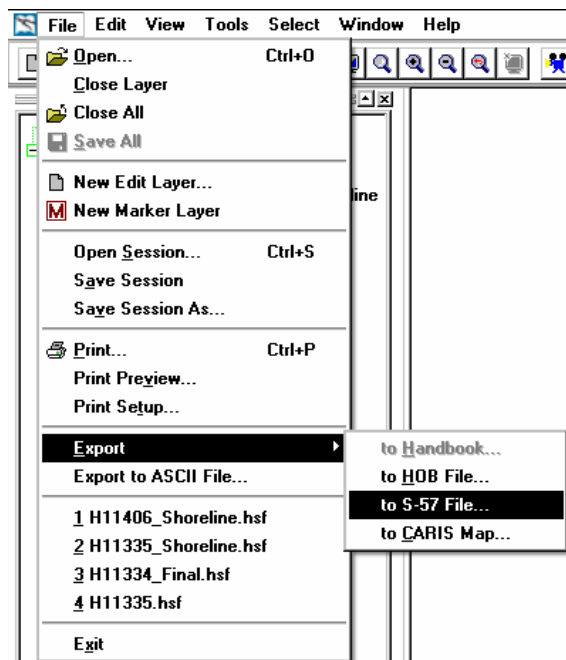 File Edit View Tools Select Window Help
Open... Ctrl+O
Close Layer
Close All
Save All
line
New Edit Layer...
M New Marker Layer
Open Session... Ctrl+S
Save Session
Save Session As...
Print... Ctrl+P
Print Preview...
Print Setup...
Export
to Handbook...
Export to ASCII File...
to HOB File...
to S-57 File...
to CARIS Map...
1 H11406_Shoreline.hsf
2 H11335_Shoreline.hsf
3 H11334_Final.hsf
4 H11335.hsf
Exit